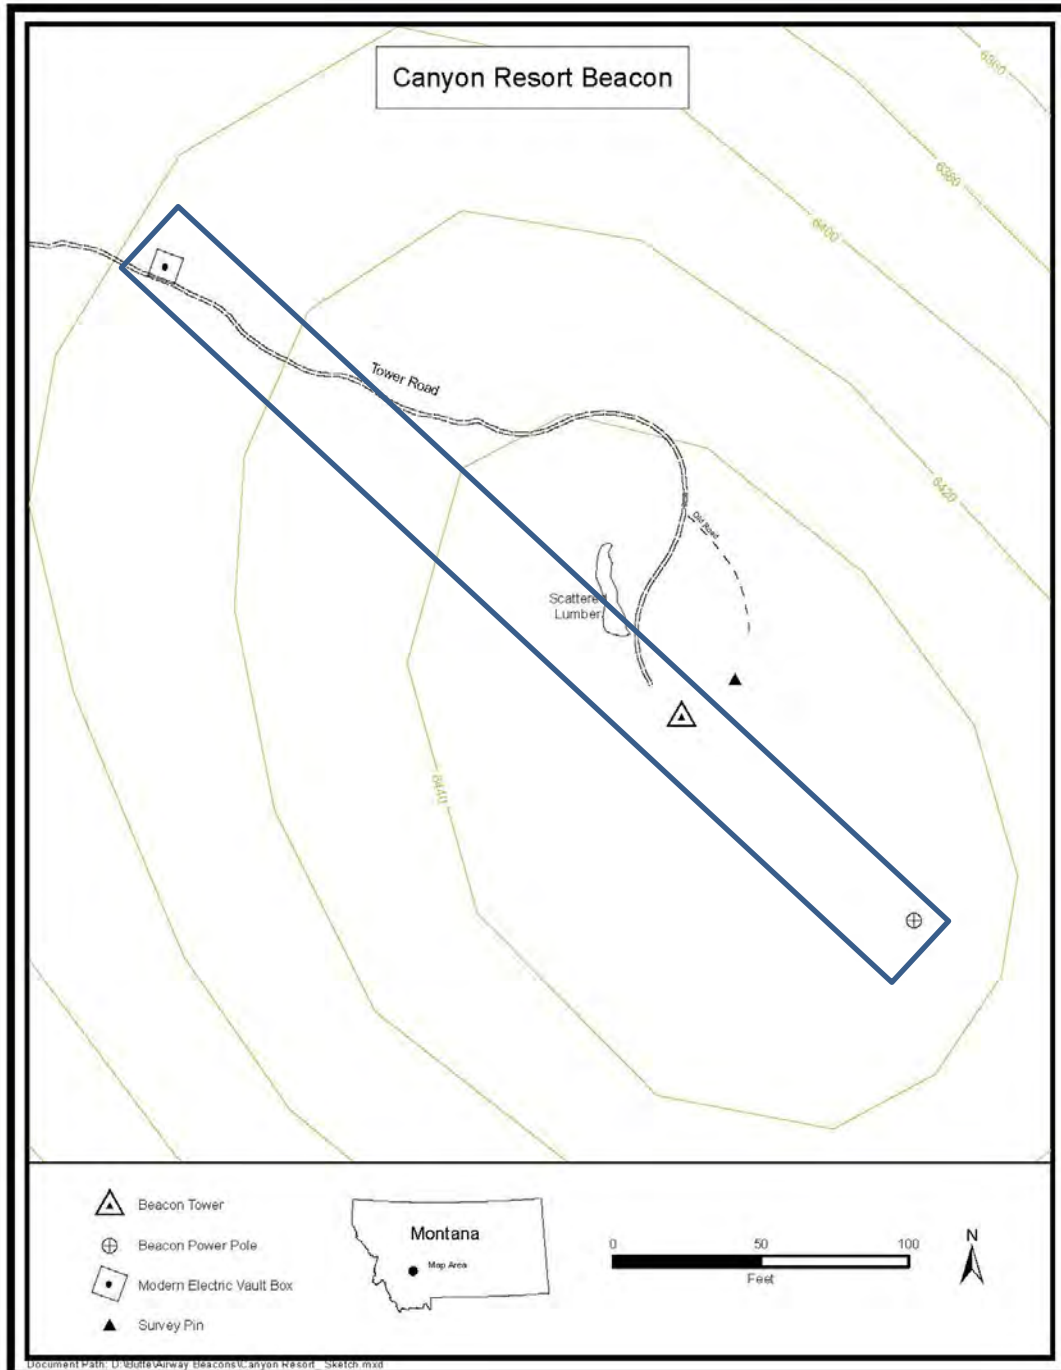 Canyon Resort Beacon
6360
6380
6400
6420
Tower Road
Old Road
Scattered
Lumber
6440
Beacon Tower
Beacon Power Pole
Modern Electric Vault Box
Survey Pin
Montana
Map Area
0 50 100
Feet
N
Document Path: D:\Butte\Airway Beacons\Canyon Resort_ Sketch.mxd